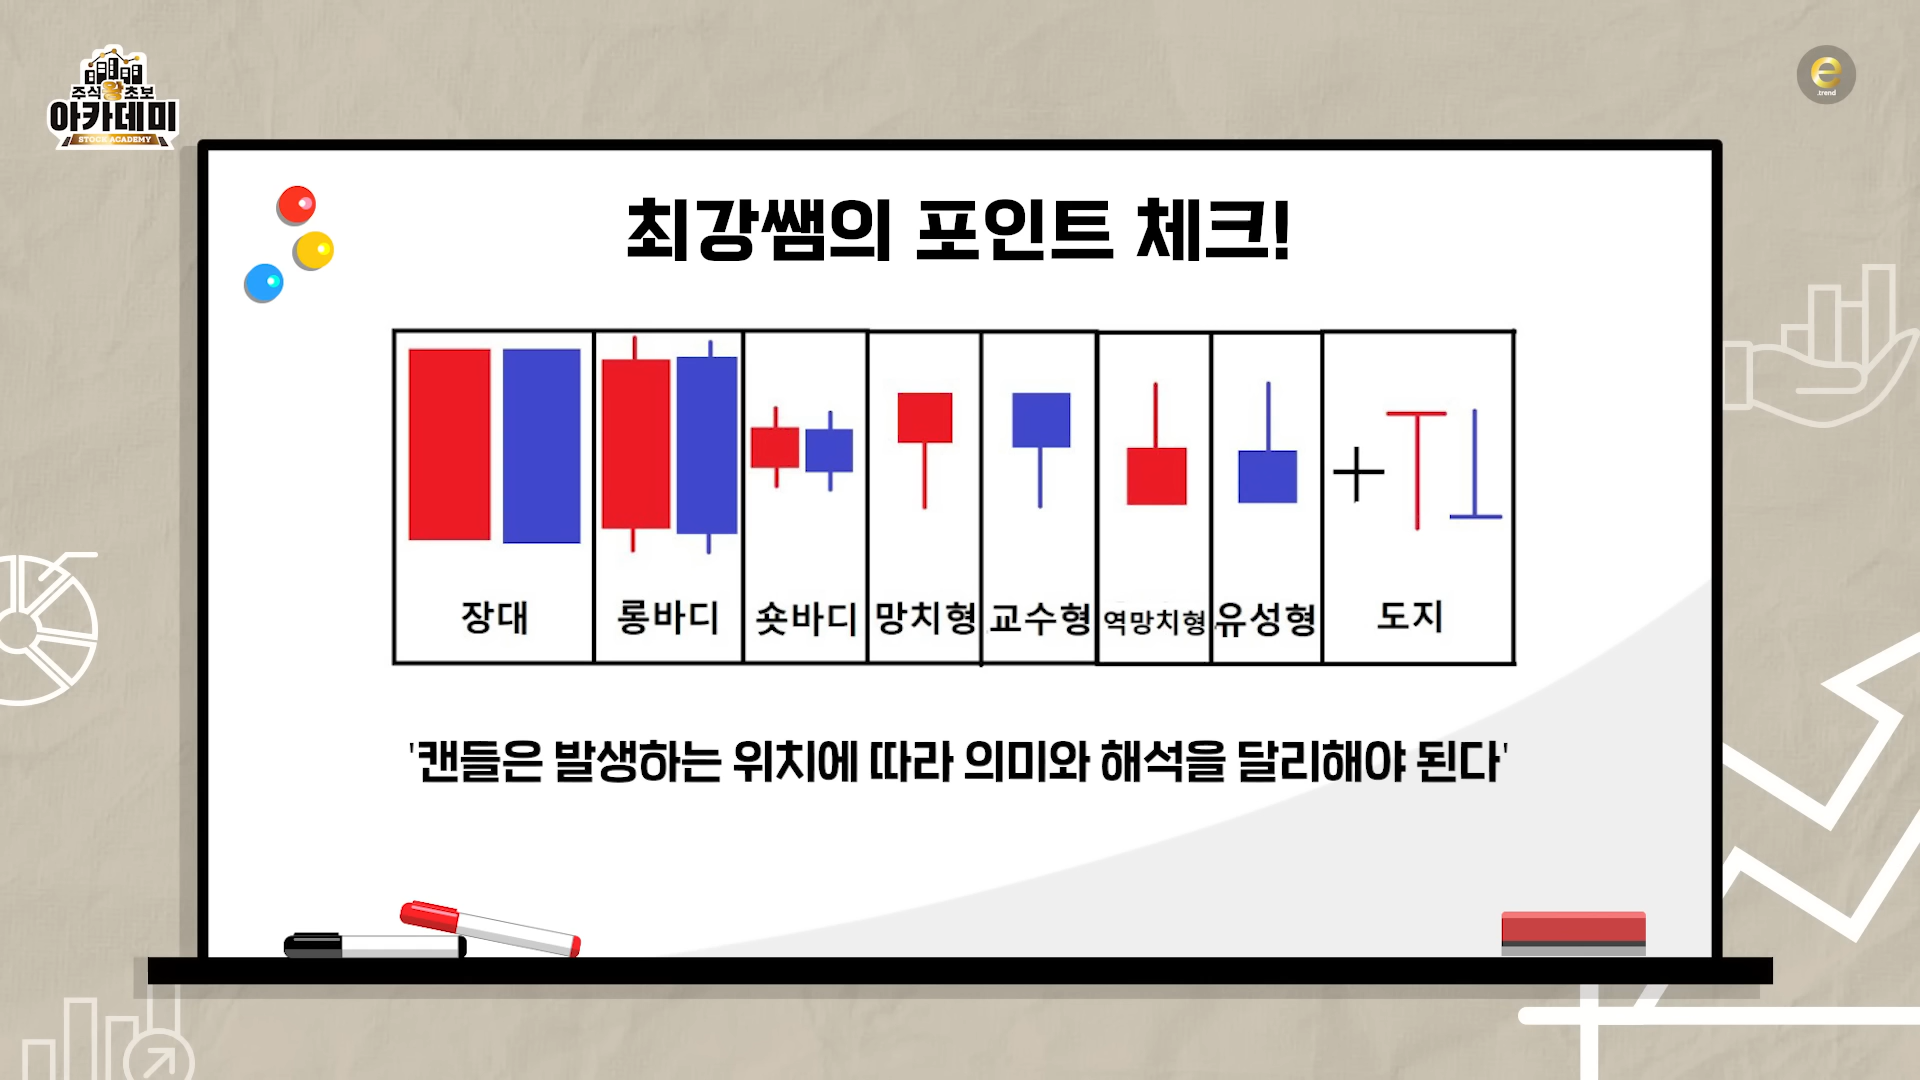 주식왕초보
아카데미
STOCK ACADEMY
e
.trend
최강쌤의 포인트 체크!
장대 롱바디 숏바디 망치형 교수형 역망치형 유성형 도지
'캔들은 발생하는 위치에 따라 의미와 해석을 달리해야 된다'